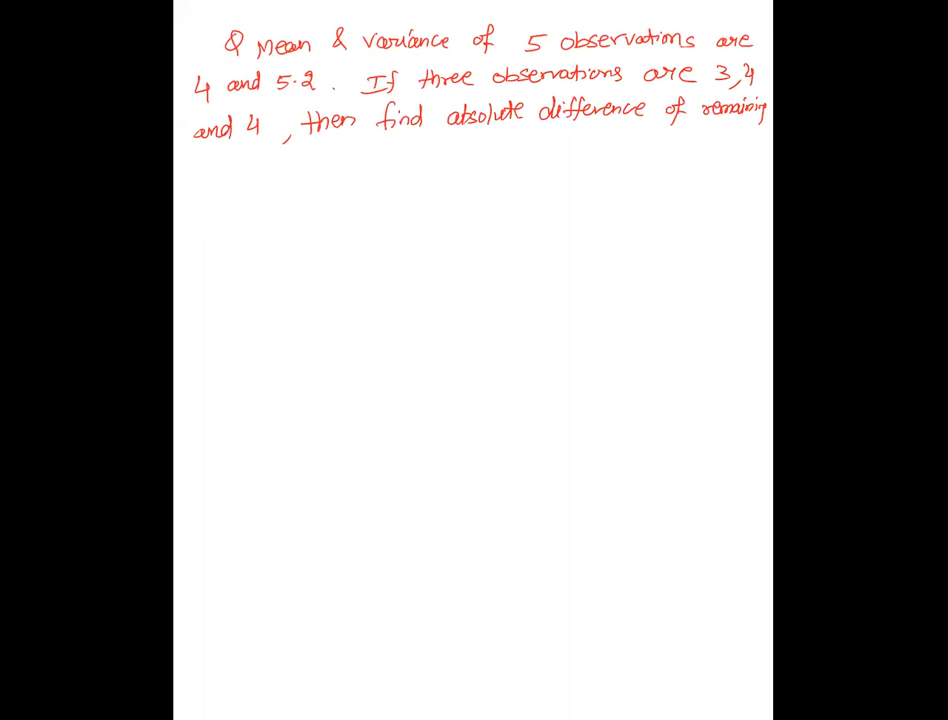 Q Mean & variance of 5 observations are
4 and 5.2. If three observations are 3,4
and 4, then find absolute difference of remaining